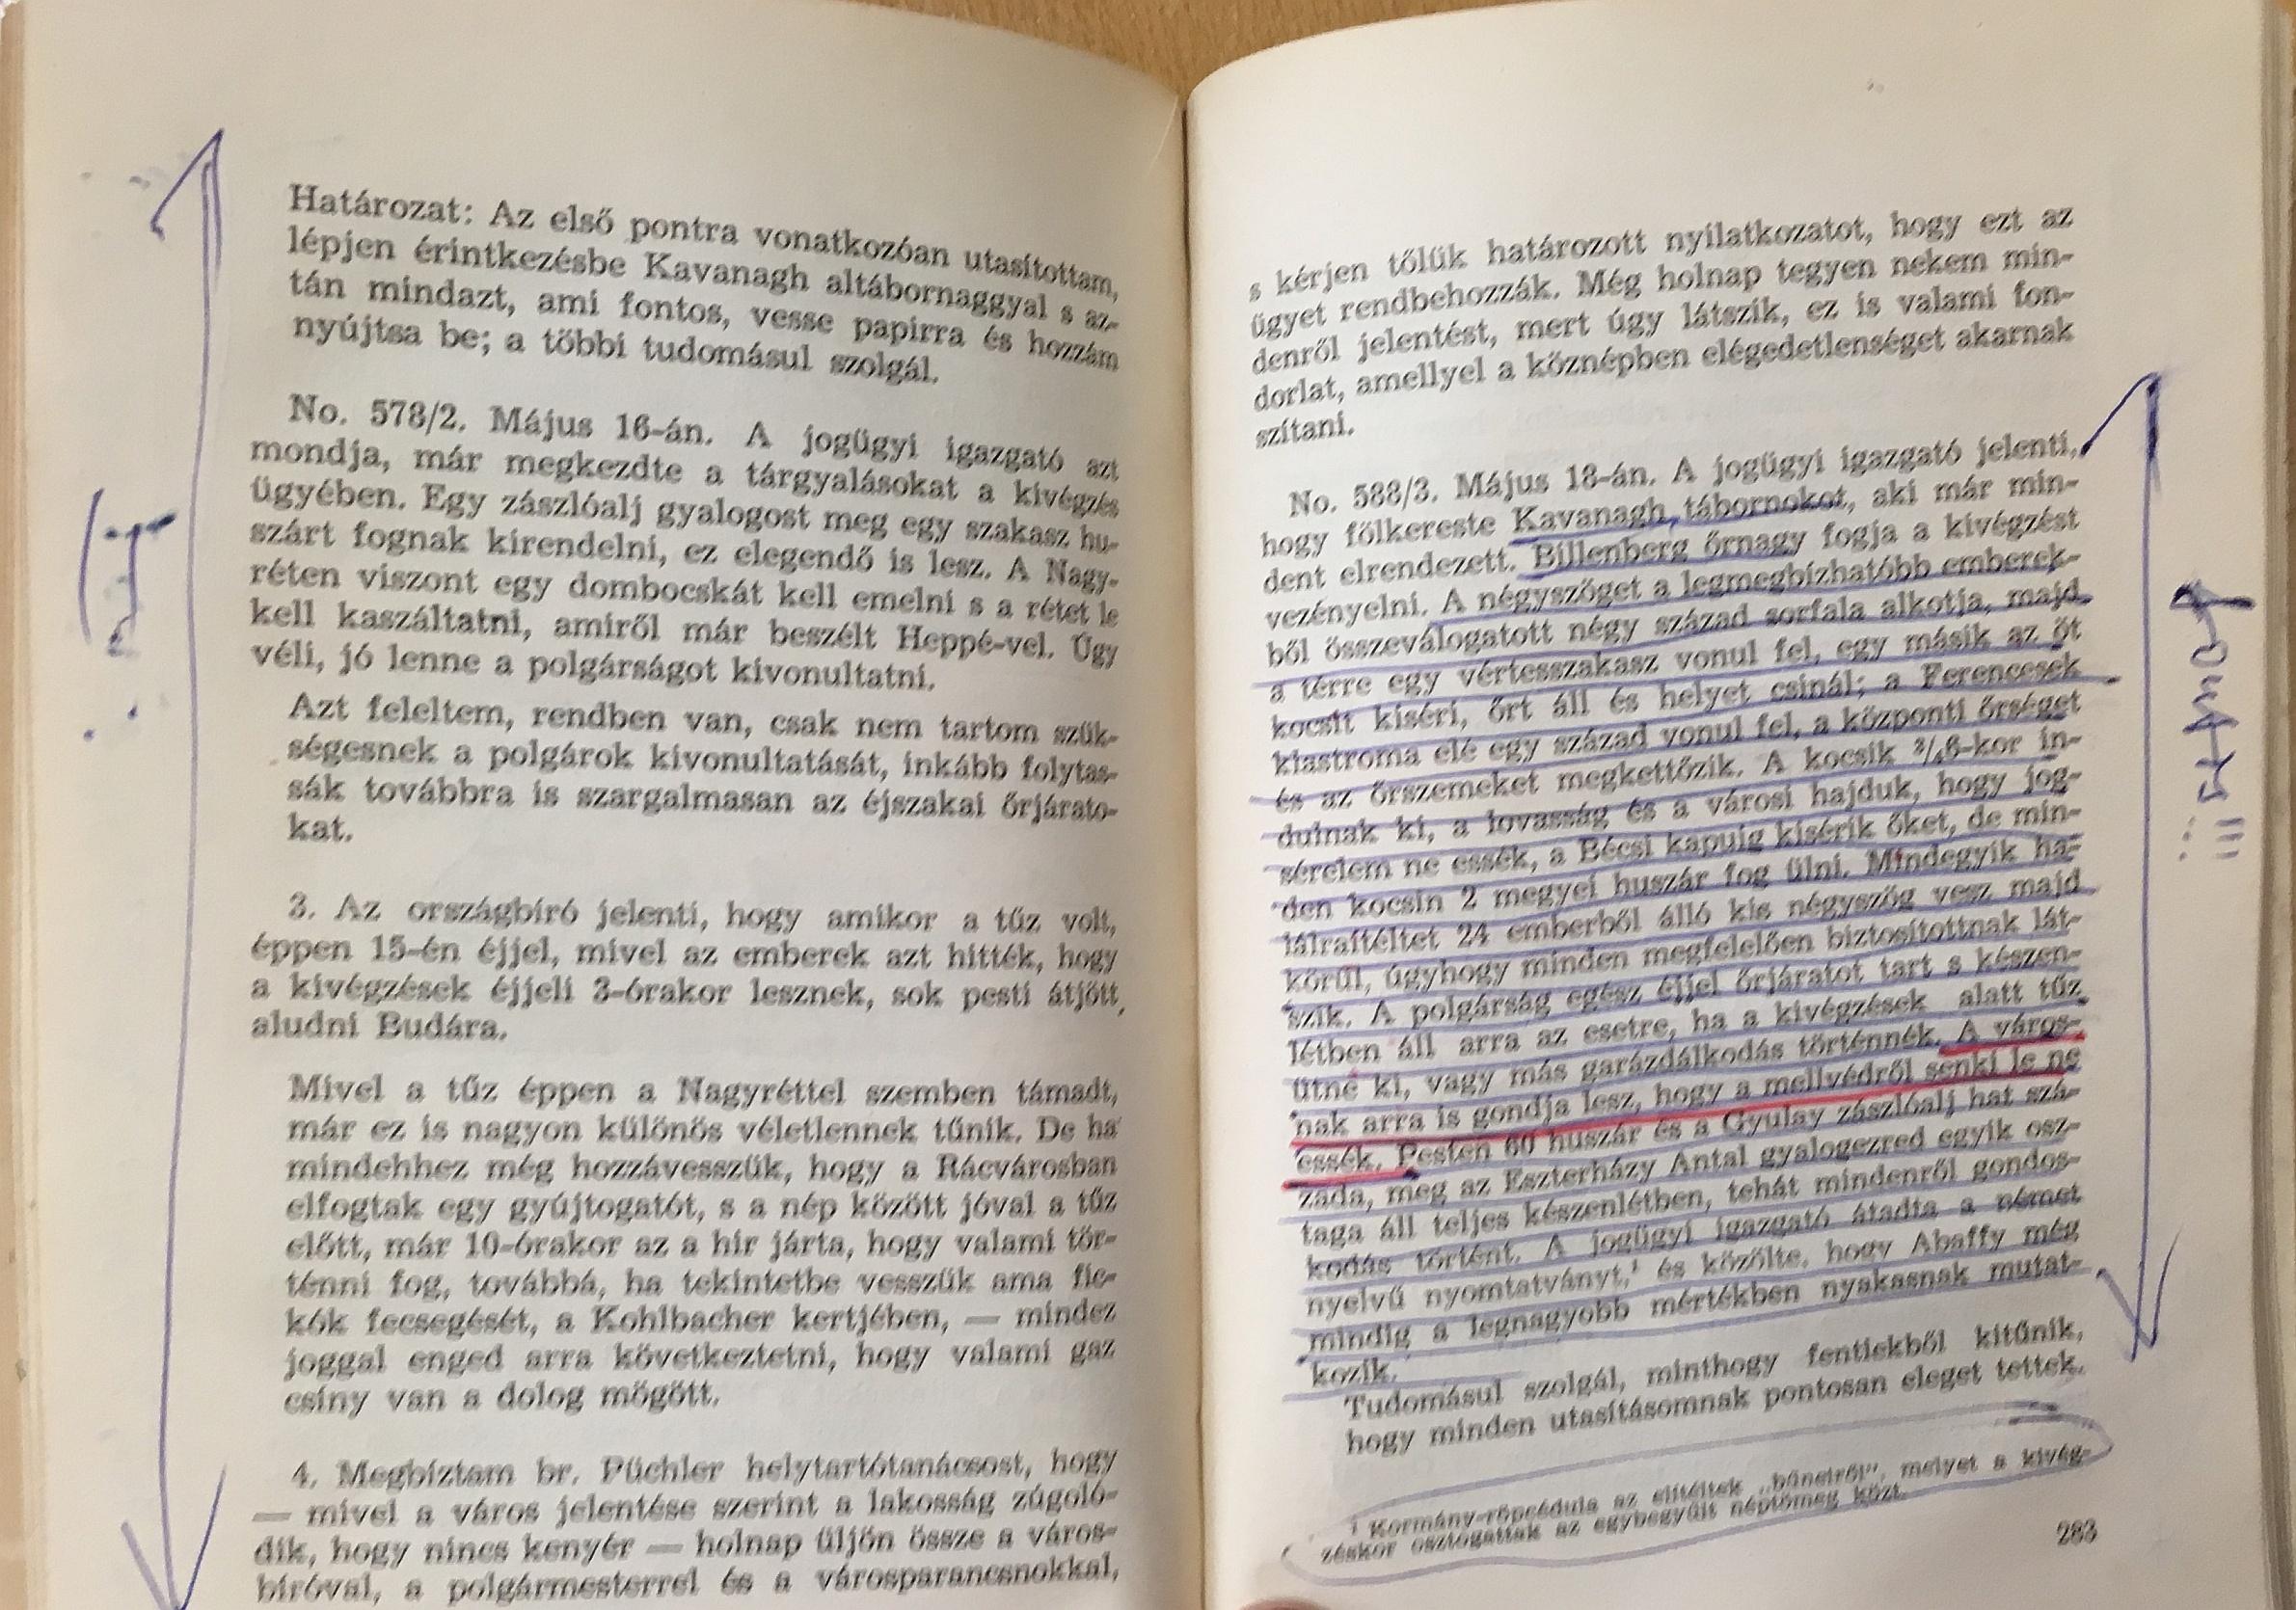 Határozat: Az első pontra vonatkozóan utasítottam,
lépjen érintkezésbe Kavanagh altábornaggyal s az-
tán mindazt, ami fontos, vesse papirra és hozzám
nyújtsa be; a többi tudomásul szolgál.
No. 578/2. Május 16-án. A jogügyi igazgató azt
mondja, már megkezdte a tárgyalásokat a kivégzés
ügyében. Egy zászlóalj gyalogost meg egy szakasz hu-
szárt fognak kirendelni, ez elegendő is lesz. A Nagy-
réten viszont egy dombocskát kell emelni s a rétet le
kell kaszáltatni, amiről már beszélt Heppé-vel. Úgy
véli, jó lenne a polgárságot kivonultatni.
Azt feleltem, rendben van, csak nem tartom szük-
ségesnek a polgárok kivonultatását, inkább folytas-
sák továbbra is szargalmasan az éjszakai őrjárato-
kat.
3. Az országbíró jelenti, hogy amikor a tűz volt,
éppen 15-én éjjel, mivel az emberek azt hitték, hogy
a kivégzések éjjeli 3-órakor lesznek, sok pesti átjött
aludni Budára.
Mivel a tűz éppen a Nagyréttel szemben támadt,
már ez is nagyon különös véletlennek tűnik. De ha
mindehhez még hozzávesszük, hogy a Rácvárosban
elfogtak egy gyújtogatót, s a nép között jóval a tűz
előtt, már 10-órakor az a hir járta, hogy valami tör-
ténni fog, továbbá, ha tekintetbe vesszük ama fic-
kók fecsegését, a Kohlbacher kertjében, — mindez
joggal enged arra következtetni, hogy valami gaz
csíny van a dolog mögött.
4. Megbíztam br. Püchler helytartótanácsost, hogy
— mivel a város jelentése szerint a lakosság zúgoló-
dik, hogy nincs kenyér — holnap üljön össze a város-
bíróval, a polgármesterrel és a városparancsnokkal,
s kérjen tőlük határozott nyilatkozatot, hogy ezt az
ügyet rendbehozzák. Még holnap tegyen nekem min-
denről jelentést, mert úgy látszik, ez is valami fon-
dorlat, amellyel a köznépben elégedetlenséget akarnak
szítani.
No. 588/3. Május 18-án. A jogügyi igazgató jelenti,
hogy fölkereste Kavanagh tábornokot, aki már min-
dent elrendezett. Billenberg őrnagy fogja a kivégzést
vezényelni. A négyszöget a legmegbízhatóbb emberek-
ből összeválogatott négy század sorfala alkotja, majd
a térre egy vértesszakasz vonul fel, egy másik az öt
kocsit kíséri, őrt áll és helyet csinál; a Ferencesek
klastroma elé egy század vonul fel, a központi őrséget
és az őrszemeket megkettőzik. A kocsik ³/₄6-kor in-
dulnak ki, a lovasság és a városi hajduk, hogy jog-
sérelem ne essék, a Bécsi kapuig kísérik őket, de min-
den kocsin 2 megyei huszár fog ülni. Mindegyik ha-
lálraítéltet 24 emberből álló kis négyszög vesz majd
körül, úgyhogy minden megfelelően biztosítottnak lát-
szik. A polgárság egész éjjel őrjáratot tart s készen-
létben áll arra az esetre, ha a kivégzések alatt tűz
ütne ki, vagy más garázdálkodás történnék. A város-
nak arra is gondja lesz, hogy a mellvédről senki le ne
essék. Pesten 60 huszár és a Gyulay zászlóalj hat szá-
zada, meg az Eszterházy Antal gyalogezred egyik osz-
taga áll teljes készenlétben, tehát mindenről gondos-
kodás történt. A jogügyi igazgató átadta a német
nyelvű nyomtatványt,¹ és közölte, hogy Abaffy még
mindig a legnagyobb mértékben nyakasnak mutat-
kozik.
Tudomásul szolgál, minthogy fentiekből kitűnik,
hogy minden utasításomnak pontosan eleget tettek.
¹ Kormány-röpcédula az elítéltek „bűneiről", melyet a kivég-
zéskor osztogattak az egybegyült néptömeg közt.
283